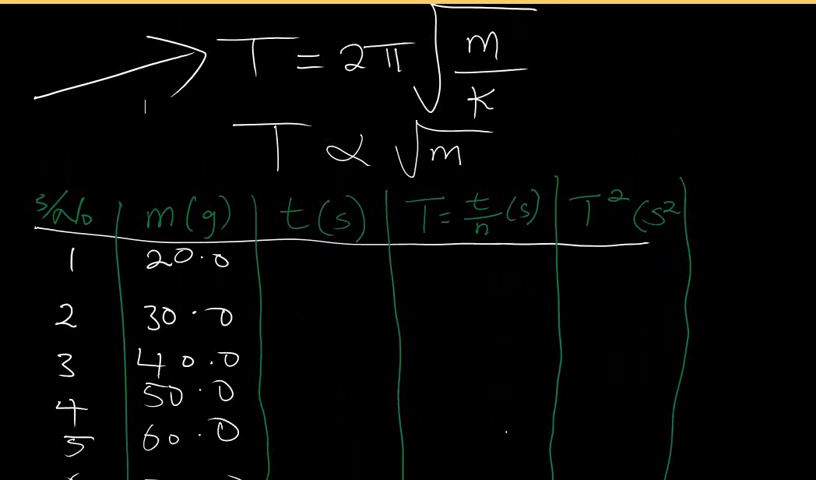 T = 2π√(m/k)
T ∝ √m
S/No | m(g) | t(s) | T = t/n (s) | T² (s²
1 | 20.0
2 | 30.0
3 | 40.0
4 | 50.0
5 | 60.0